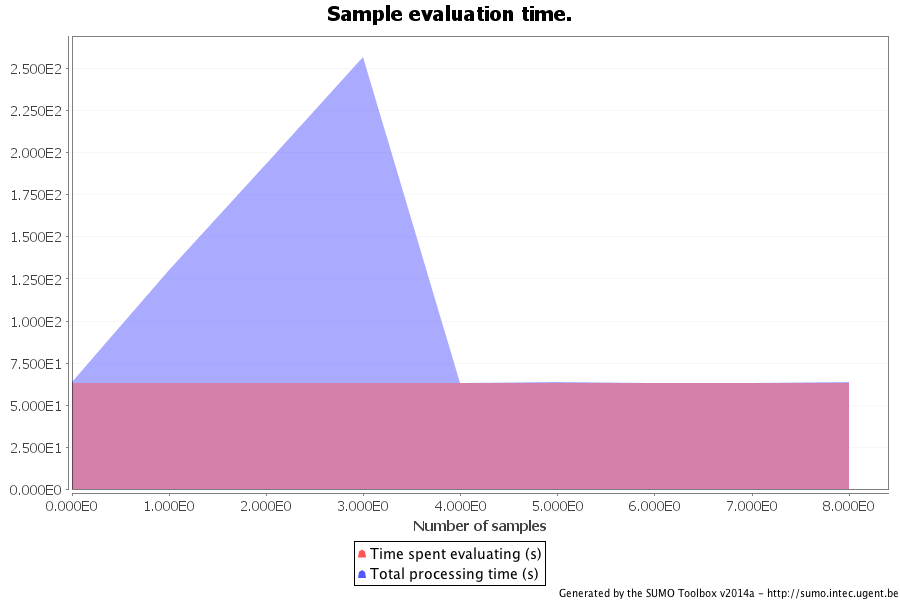 Sample evaluation time.
2.500E2
2.250E2
2.000E2
1.750E2
1.500E2
1.250E2
1.000E2
7.500E1
5.000E1
2.500E1
0.000E0
0.000E0 1.000E0 2.000E0 3.000E0 4.000E0 5.000E0 6.000E0 7.000E0 8.000E0
Number of samples
Time spent evaluating (s)
Total processing time (s)
Generated by the SUMO Toolbox v2014a - http://sumo.intec.ugent.be